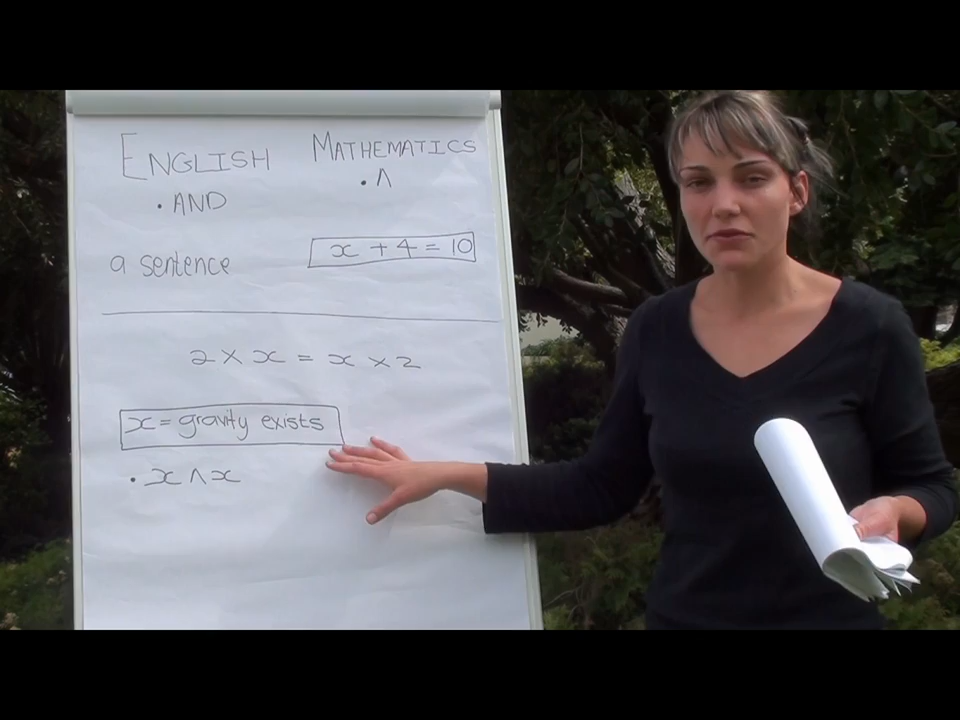 ENGLISH MATHEMATICS
• AND • ∧
a sentence x + 4 = 10
2 × x = x × 2
x = gravity exists
• x ∧ x